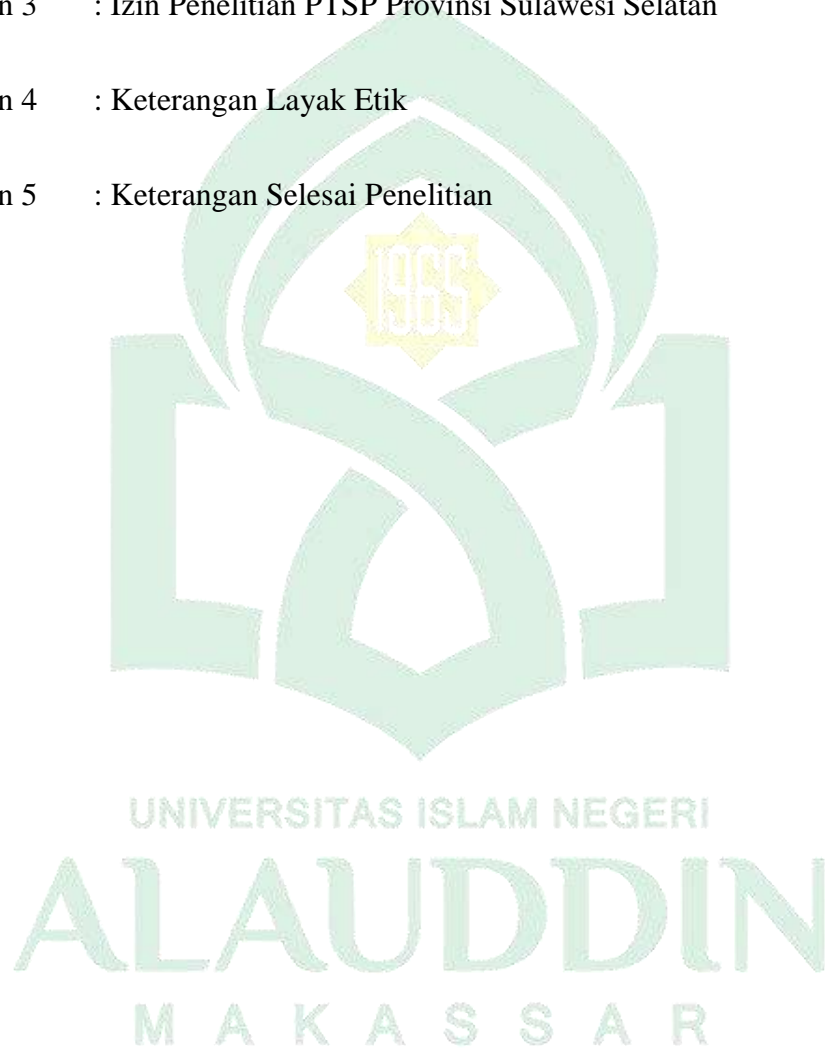 n 3 : Izin Penelitian PTSP Provinsi Sulawesi Selatan
n 4 : Keterangan Layak Etik
n 5 : Keterangan Selesai Penelitian
1965
UNIVERSITAS ISLAM NEGERI
ALAUDDIN
MAKASSAR